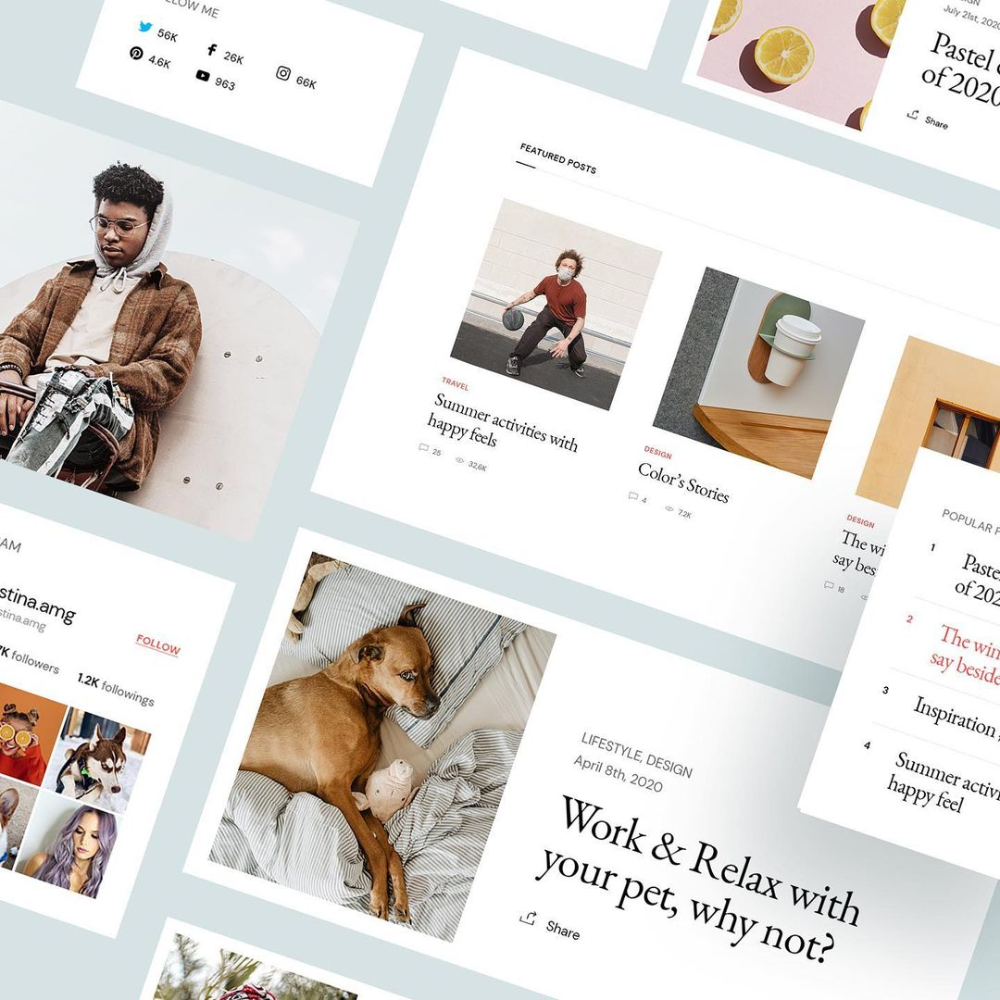 LOW ME
56K
26K
66K
4.6K
963
July 21st, 2020
Pastel
of 2020
Share
FEATURED POSTS
TRAVEL
Summer activities with
happy feels
25
32,6K
DESIGN
Color's Stories
4
7.2K
DESIGN
The wi
say bes
18
POPULAR
1
Paste
of 202
2
The win
say beside
3
Inspiration
4
Summer activi
happy feel
AM
stina.amg
stina.amg
FOLLOW
7K followers
1.2K followings
LIFESTYLE, DESIGN
April 8th, 2020
Work & Relax with
your pet, why not?
Share